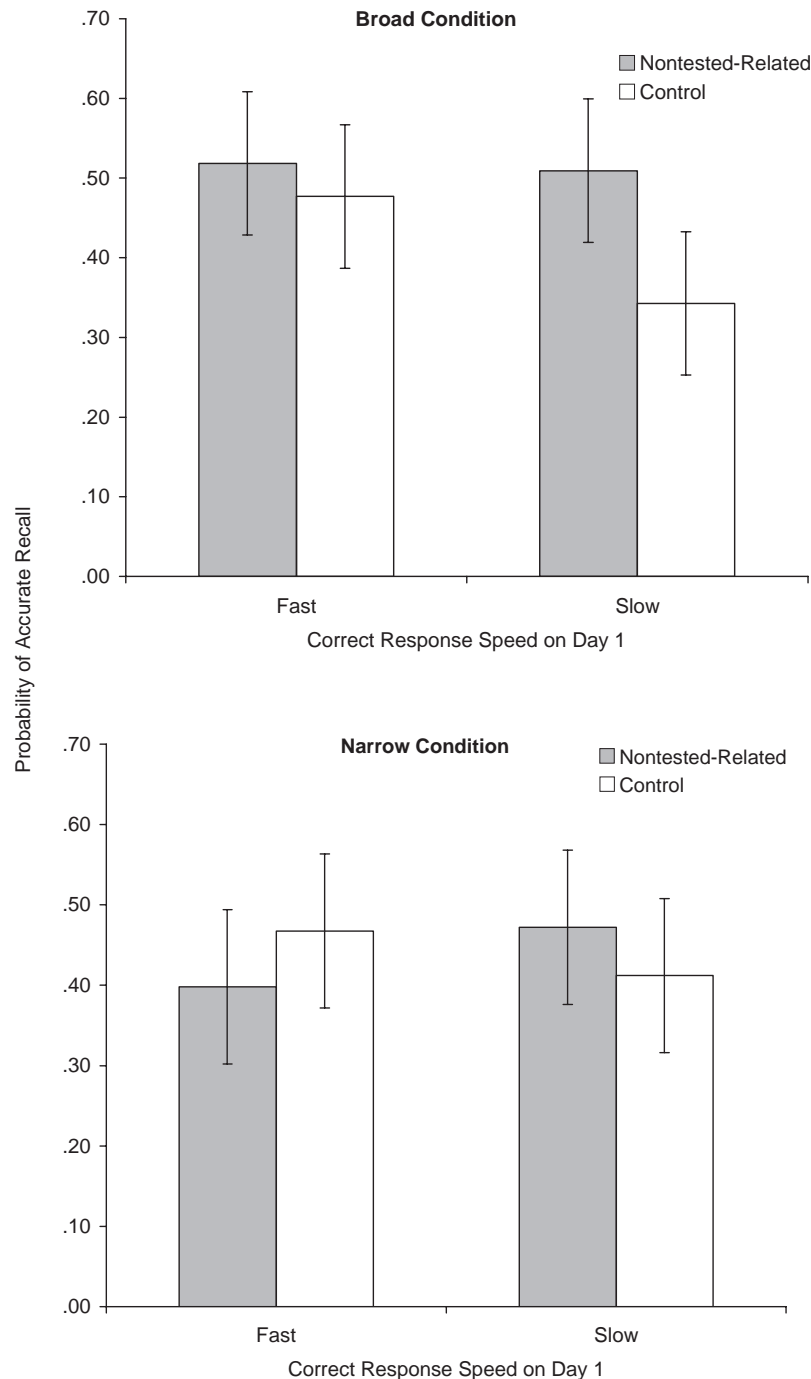 Probability of Accurate Recall
Broad Condition
Nontested-Related
Control
.70
.60
.50
.40
.30
.20
.10
.00
Fast
Slow
Correct Response Speed on Day 1
Narrow Condition
Nontested-Related
Control
.70
.60
.50
.40
.30
.20
.10
.00
Fast
Slow
Correct Response Speed on Day 1